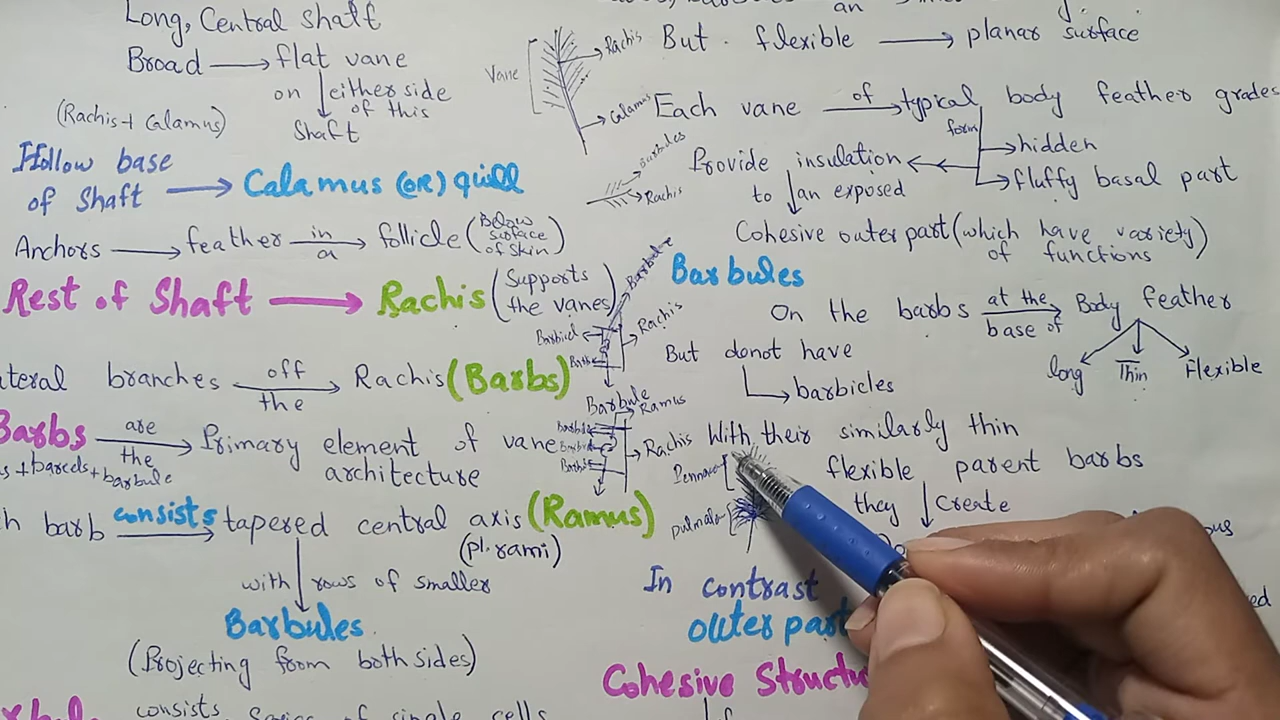 Long, Central Shaft
Broad → flat vane
on either side
of this
Shaft
(Rachis + Calamus)
Hollow base
of Shaft → Calamus (OR) quill
Anchors → feather in a → follicle (Below surface of skin)
Rest of Shaft → Rachis (Supports the vanes)
branches off the Rachis (Barbs)
Barbs are the → Primary element of vane
architecture
barbule
barb consists → tapered central axis (Ramus)
(pl. rami)
with rows of smaller
Barbules
(Projecting from both sides)
consists of single cells
Vane
Rachis
Calamus
Barbules
Rachis
Barbule
Rachis
Barbicel
Barbule
Ramus
Rachis
Pennace
pulmala
an
But flexible → planar surface
Each vane of → typical body feather grades
form
hidden
fluffy basal part
Provide insulation
to an exposed
Cohesive outer part (which have variety)
of functions
Barbules
On the barbs at the base of → Body feather
long Thin Flexible
But donot have
barbicles
With their similarly thin
flexible parent barbs
they create
In contrast
outer part
Cohesive